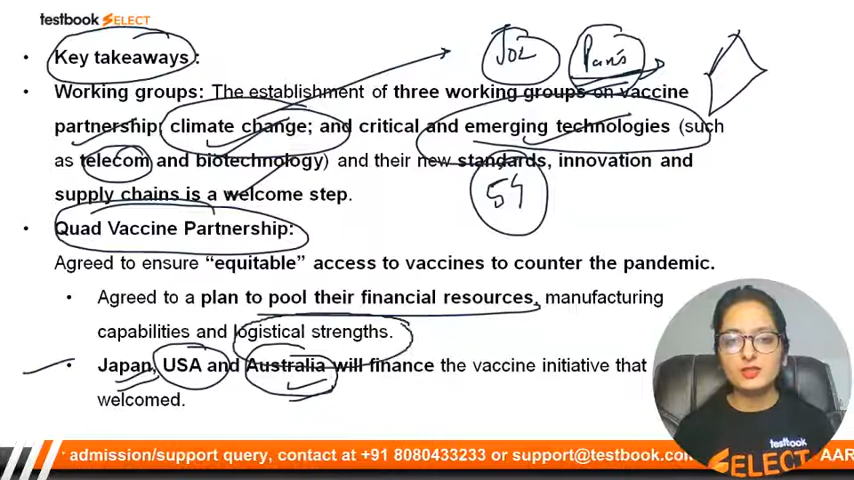 testbook SELECT
• Key takeaways :
Joe
Paris
• Working groups: The establishment of three working groups on vaccine
partnership; climate change; and critical and emerging technologies (such
as telecom and biotechnology) and their new standards, innovation and
supply chains is a welcome step.
5G
• Quad Vaccine Partnership:
Agreed to ensure “equitable” access to vaccines to counter the pandemic.
• Agreed to a plan to pool their financial resources, manufacturing
capabilities and logistical strengths.
• Japan, USA and Australia will finance the vaccine initiative that
welcomed.
testbook
SELECT
admission/support query, contact at +91 8080433233 or support@testbook.com
AAR